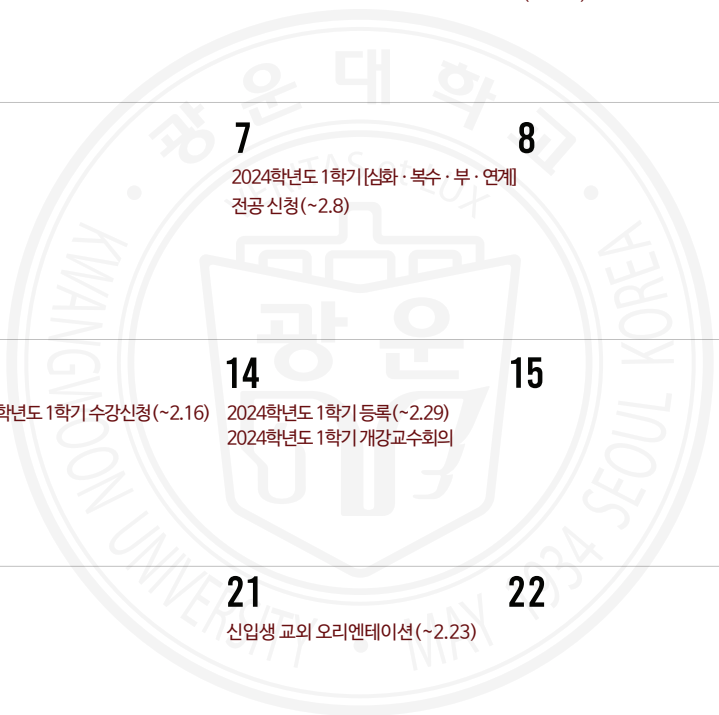 7
8
2024학년도 1학기 [심화 · 복수 · 부 · 연계]
전공 신청(~2.8)
14
15
학년도 1학기 수강신청(~2.16)
2024학년도 1학기 등록(~2.29)
2024학년도 1학기 개강교수회의
21
22
신입생 교외 오리엔테이션(~2.23)
광운대학교
VERITAS et LUX
광운
KWANGWOON UNIVERSITY • MAY 1934 SEOUL KOREA